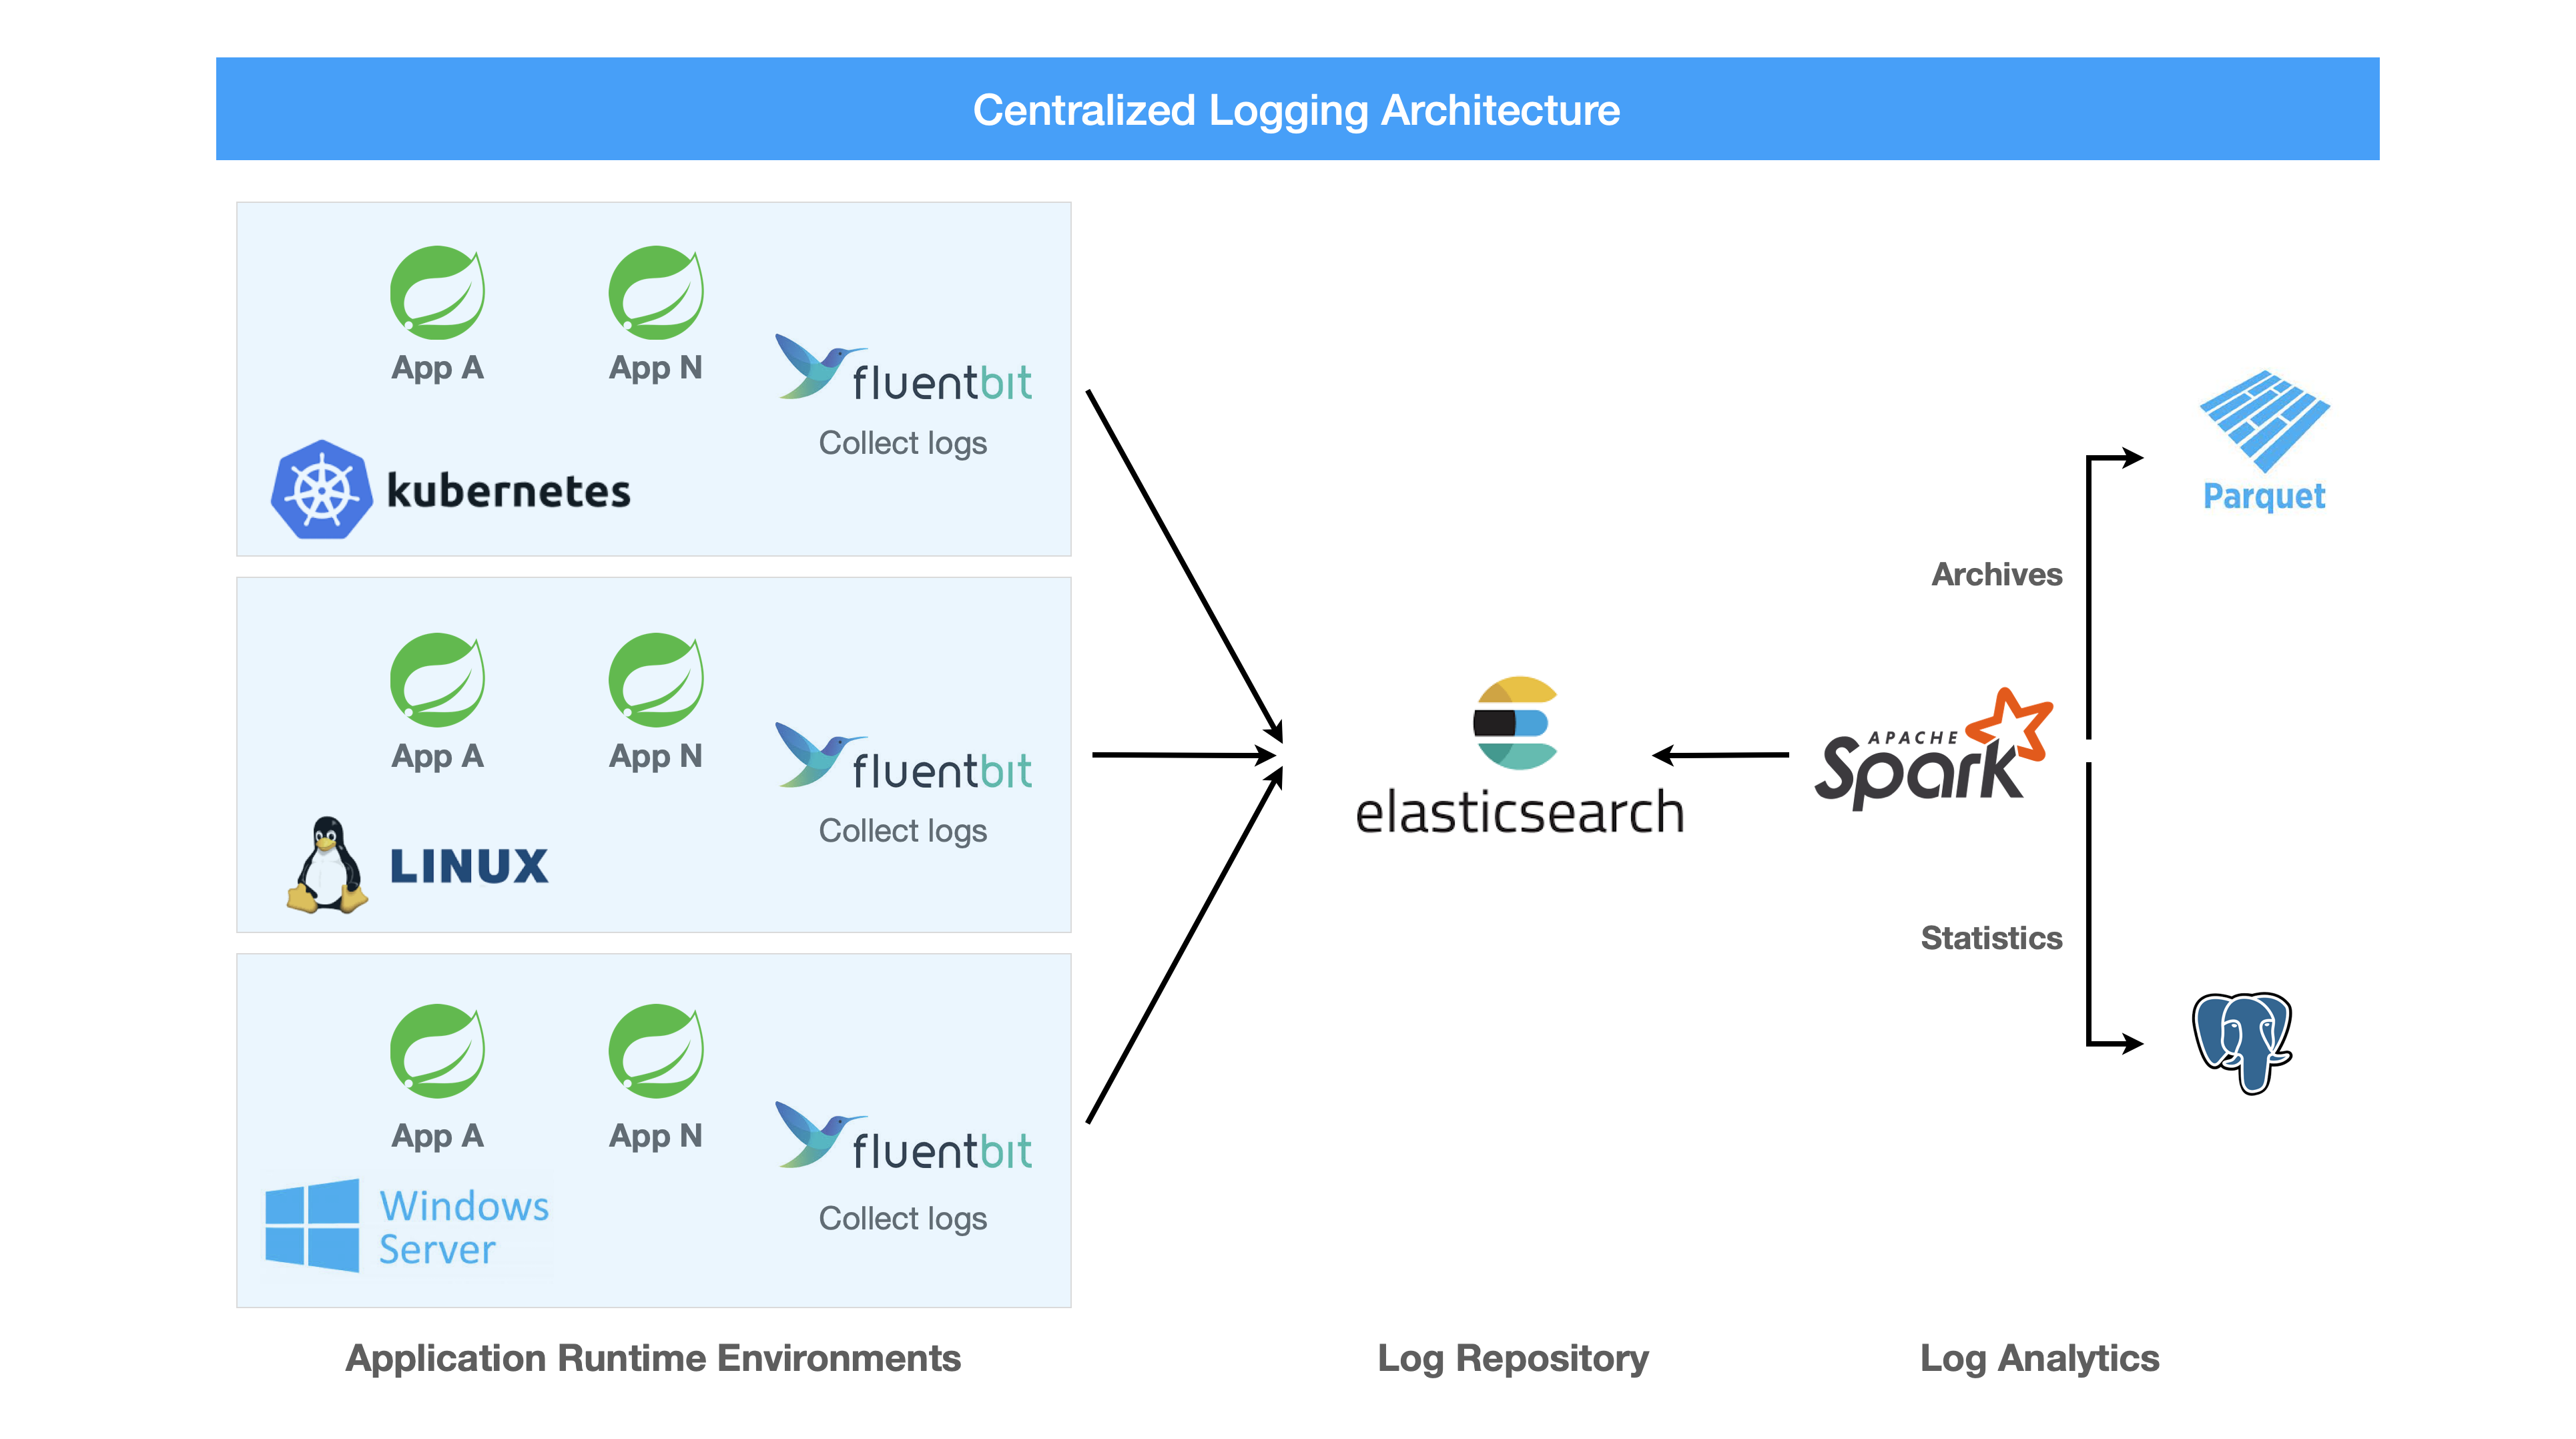 Centralized Logging Architecture
App A
App N
fluentbit
Collect logs
kubernetes
App A
App N
fluentbit
Collect logs
LINUX
App A
App N
fluentbit
Collect logs
Windows
Server
Application Runtime Environments
elasticsearch
Log Repository
APACHE
Spark
Archives
Statistics
Parquet
Log Analytics